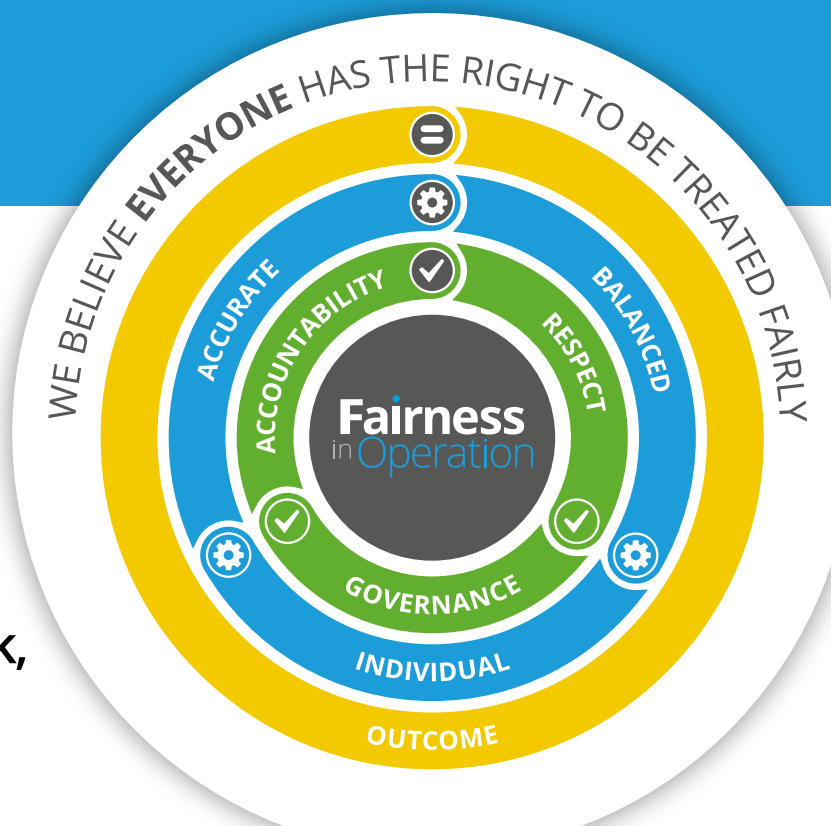 WE BELIEVE EVERYONE HAS THE RIGHT TO BE TREATED FAIRLY
ACCURATE
BALANCED
ACCOUNTABILITY
RESPECT
Fairness
in Operation
GOVERNANCE
INDIVIDUAL
OUTCOME